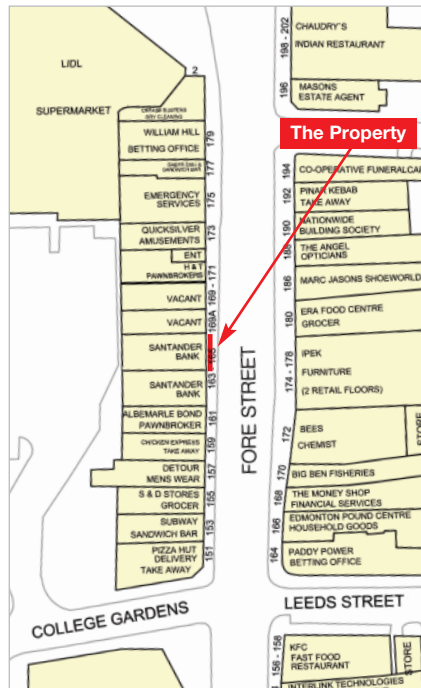 LIDL
SUPERMARKET
2
DRY CLEANING
WILLIAM HILL
BETTING OFFICE
179
SANDWICH BAR
177
EMERGENCY
SERVICES
175
QUICKSILVER
AMUSEMENTS
173
ENT
H & T
PAWNBROKERS
169 - 171
VACANT
VACANT
169A
SANTANDER
BANK
165
SANTANDER
BANK
163
ALBEMARLE BOND
PAWNBROKER
161
CHICKEN EXPRESS
TAKE AWAY
159
DETOUR
MENS WEAR
157
S & D STORES
GROCER
155
SUBWAY
SANDWICH BAR
153
PIZZA HUT
DELIVERY
TAKE AWAY
151
COLLEGE GARDENS
FORE STREET
The Property
198 - 202
CHAUDRY'S
INDIAN RESTAURANT
196
MASONS
ESTATE AGENT
194
CO-OPERATIVE FUNERALCAR
192
PINAR KEBAB
TAKE AWAY
190
NATIONWIDE
BUILDING SOCIETY
188
THE ANGEL
OPTICIANS
186
MARC JASONS SHOEWORLD
180
ERA FOOD CENTRE
GROCER
174 - 178
IPEK
FURNITURE
(2 RETAIL FLOORS)
172
BEES
CHEMIST
STORE
170
BIG BEN FISHERIES
168
THE MONEY SHOP
FINANCIAL SERVICES
166
EDMONTON POUND CENTRE
HOUSEHOLD GOODS
164
PADDY POWER
BETTING OFFICE
LEEDS STREET
156 - 158
KFC
FAST FOOD
RESTAURANT
STORE
INTERLINK TECHNOLOGIES